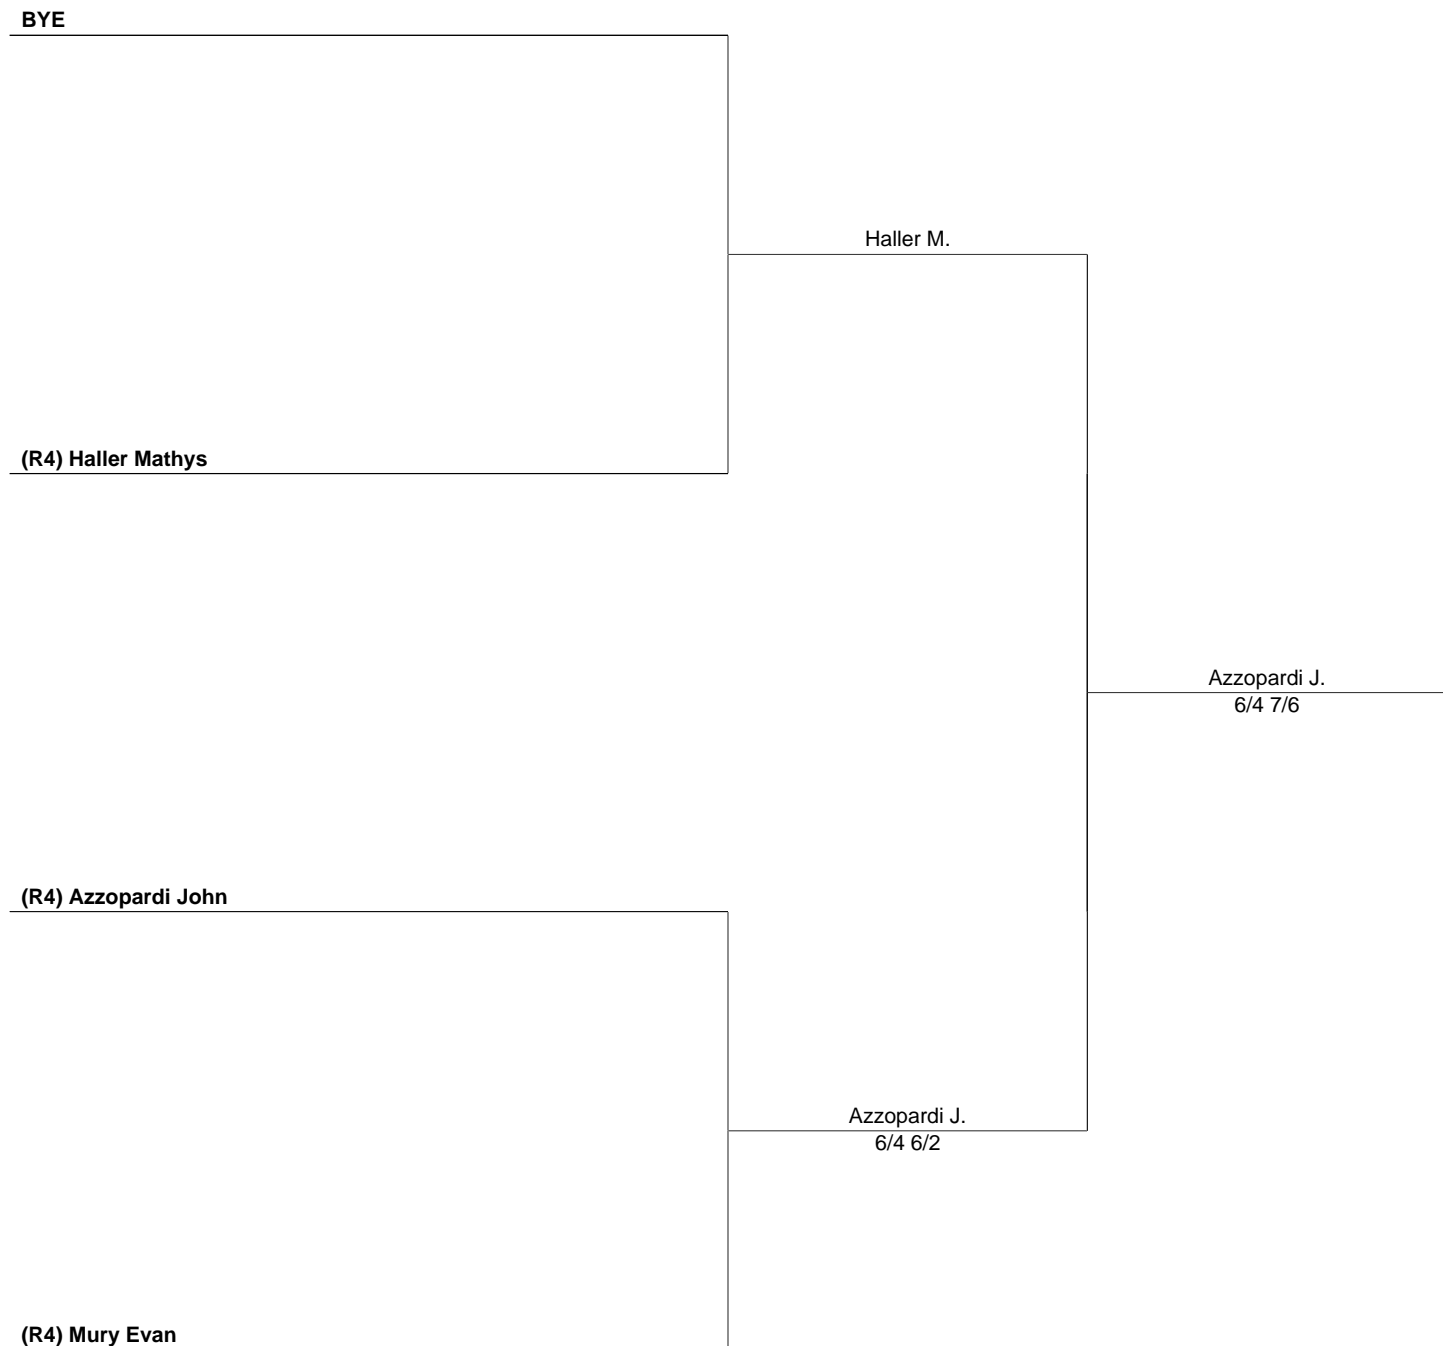 BYE
Haller M.
(R4) Haller Mathys
Azzopardi J.
6/4 7/6
(R4) Azzopardi John
Azzopardi J.
6/4 6/2
(R4) Mury Evan